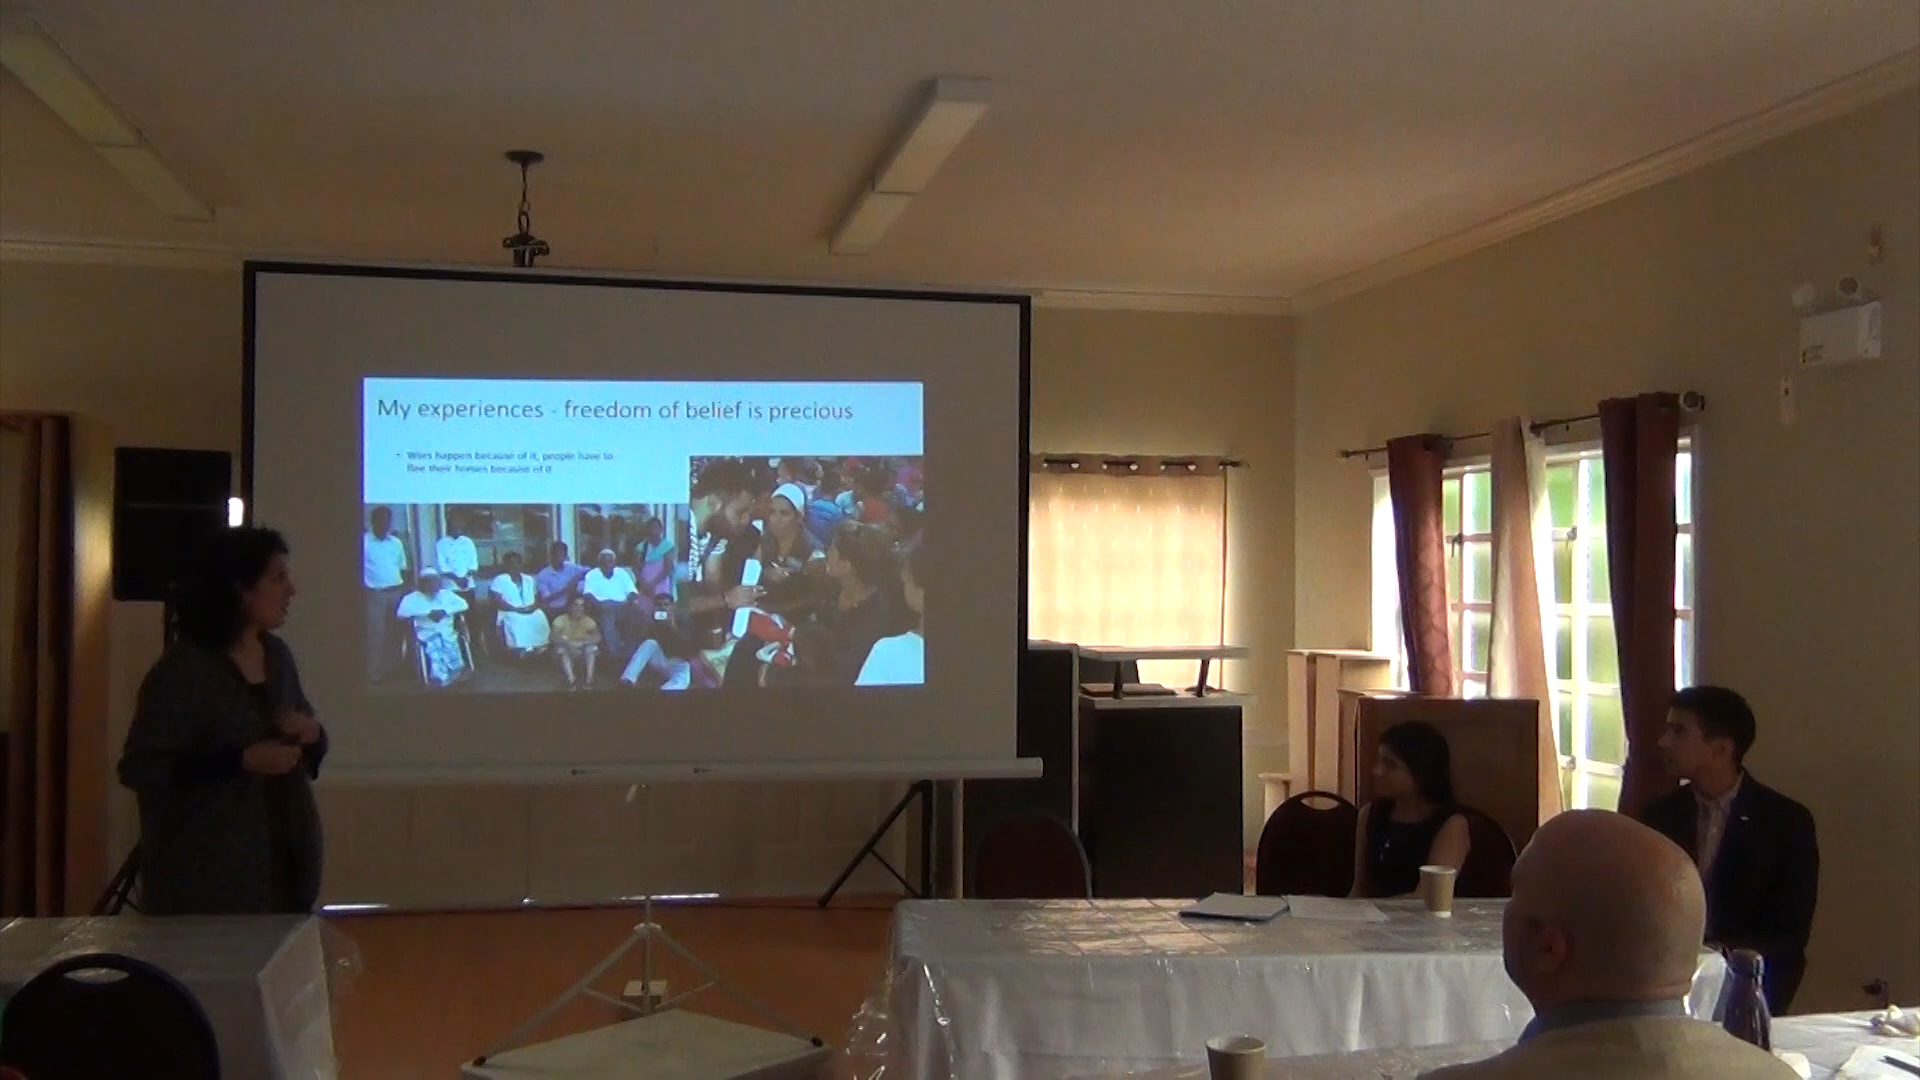 My experiences - freedom of belief is precious
• Wars happen because of it, people have to
flee their homes because of it